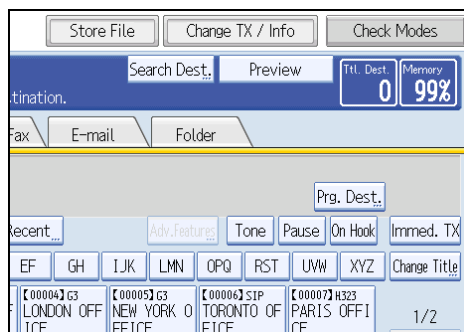 Store File Change TX / Info Check Modes
Search Dest. Preview Ttl. Dest. Memory
stination. 0 99%
Fax E-mail Folder
Prg. Dest.
Recent Adv.Features Tone Pause On Hook Immed. TX
EF GH IJK LMN OPQ RST UVW XYZ Change Title
【00004】G3 【00005】G3 【00006】SIP 【00007】H323
LONDON OFF NEW YORK O TORONTO OF PARIS OFFI 1/2
ICE FFICE FICE CE